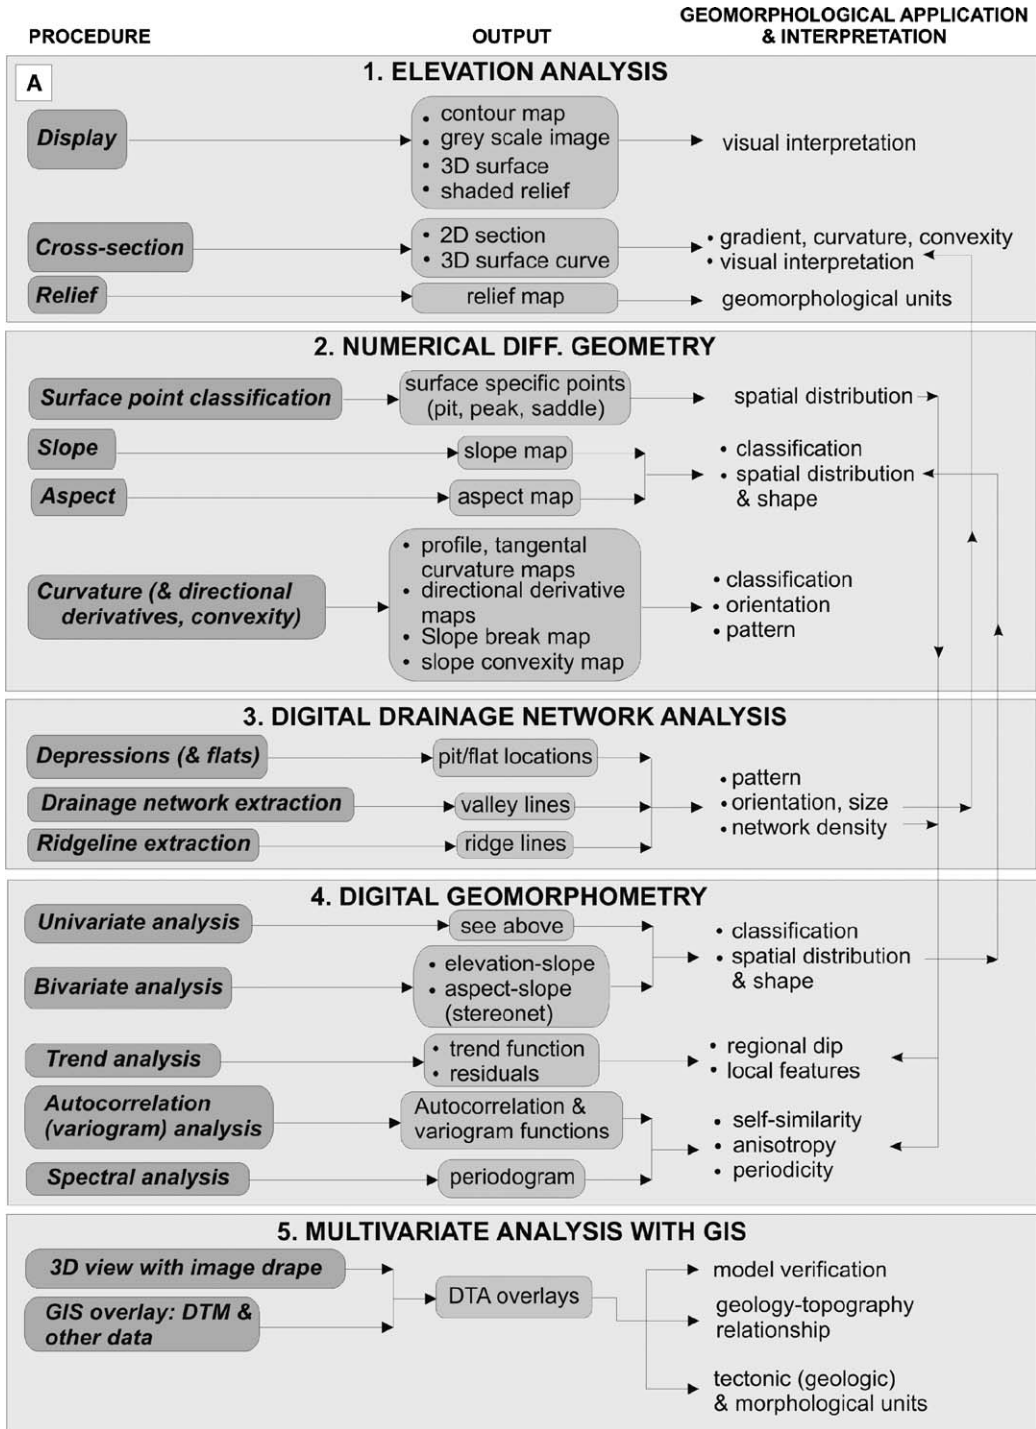 PROCEDURE
OUTPUT
GEOMORPHOLOGICAL APPLICATION
& INTERPRETATION
A
1. ELEVATION ANALYSIS
Display
• contour map
• grey scale image
• 3D surface
• shaded relief
visual interpretation
Cross-section
• 2D section
• 3D surface curve
• gradient, curvature, convexity
• visual interpretation
Relief
relief map
geomorphological units
2. NUMERICAL DIFF. GEOMETRY
Surface point classification
surface specific points
(pit, peak, saddle)
spatial distribution
Slope
slope map
Aspect
aspect map
• classification
• spatial distribution
& shape
Curvature (& directional
derivatives, convexity)
• profile, tangental
curvature maps
• directional derivative
maps
• Slope break map
• slope convexity map
• classification
• orientation
• pattern
3. DIGITAL DRAINAGE NETWORK ANALYSIS
Depressions (& flats)
pit/flat locations
Drainage network extraction
valley lines
Ridgeline extraction
ridge lines
• pattern
• orientation, size
• network density
4. DIGITAL GEOMORPHOMETRY
Univariate analysis
see above
Bivariate analysis
• elevation-slope
• aspect-slope
(stereonet)
• classification
• spatial distribution
& shape
Trend analysis
• trend function
• residuals
• regional dip
• local features
Autocorrelation
(variogram) analysis
Autocorrelation &
variogram functions
Spectral analysis
periodogram
• self-similarity
• anisotropy
• periodicity
5. MULTIVARIATE ANALYSIS WITH GIS
3D view with image drape
GIS overlay: DTM &
other data
DTA overlays
model verification
geology-topography
relationship
tectonic (geologic)
& morphological units